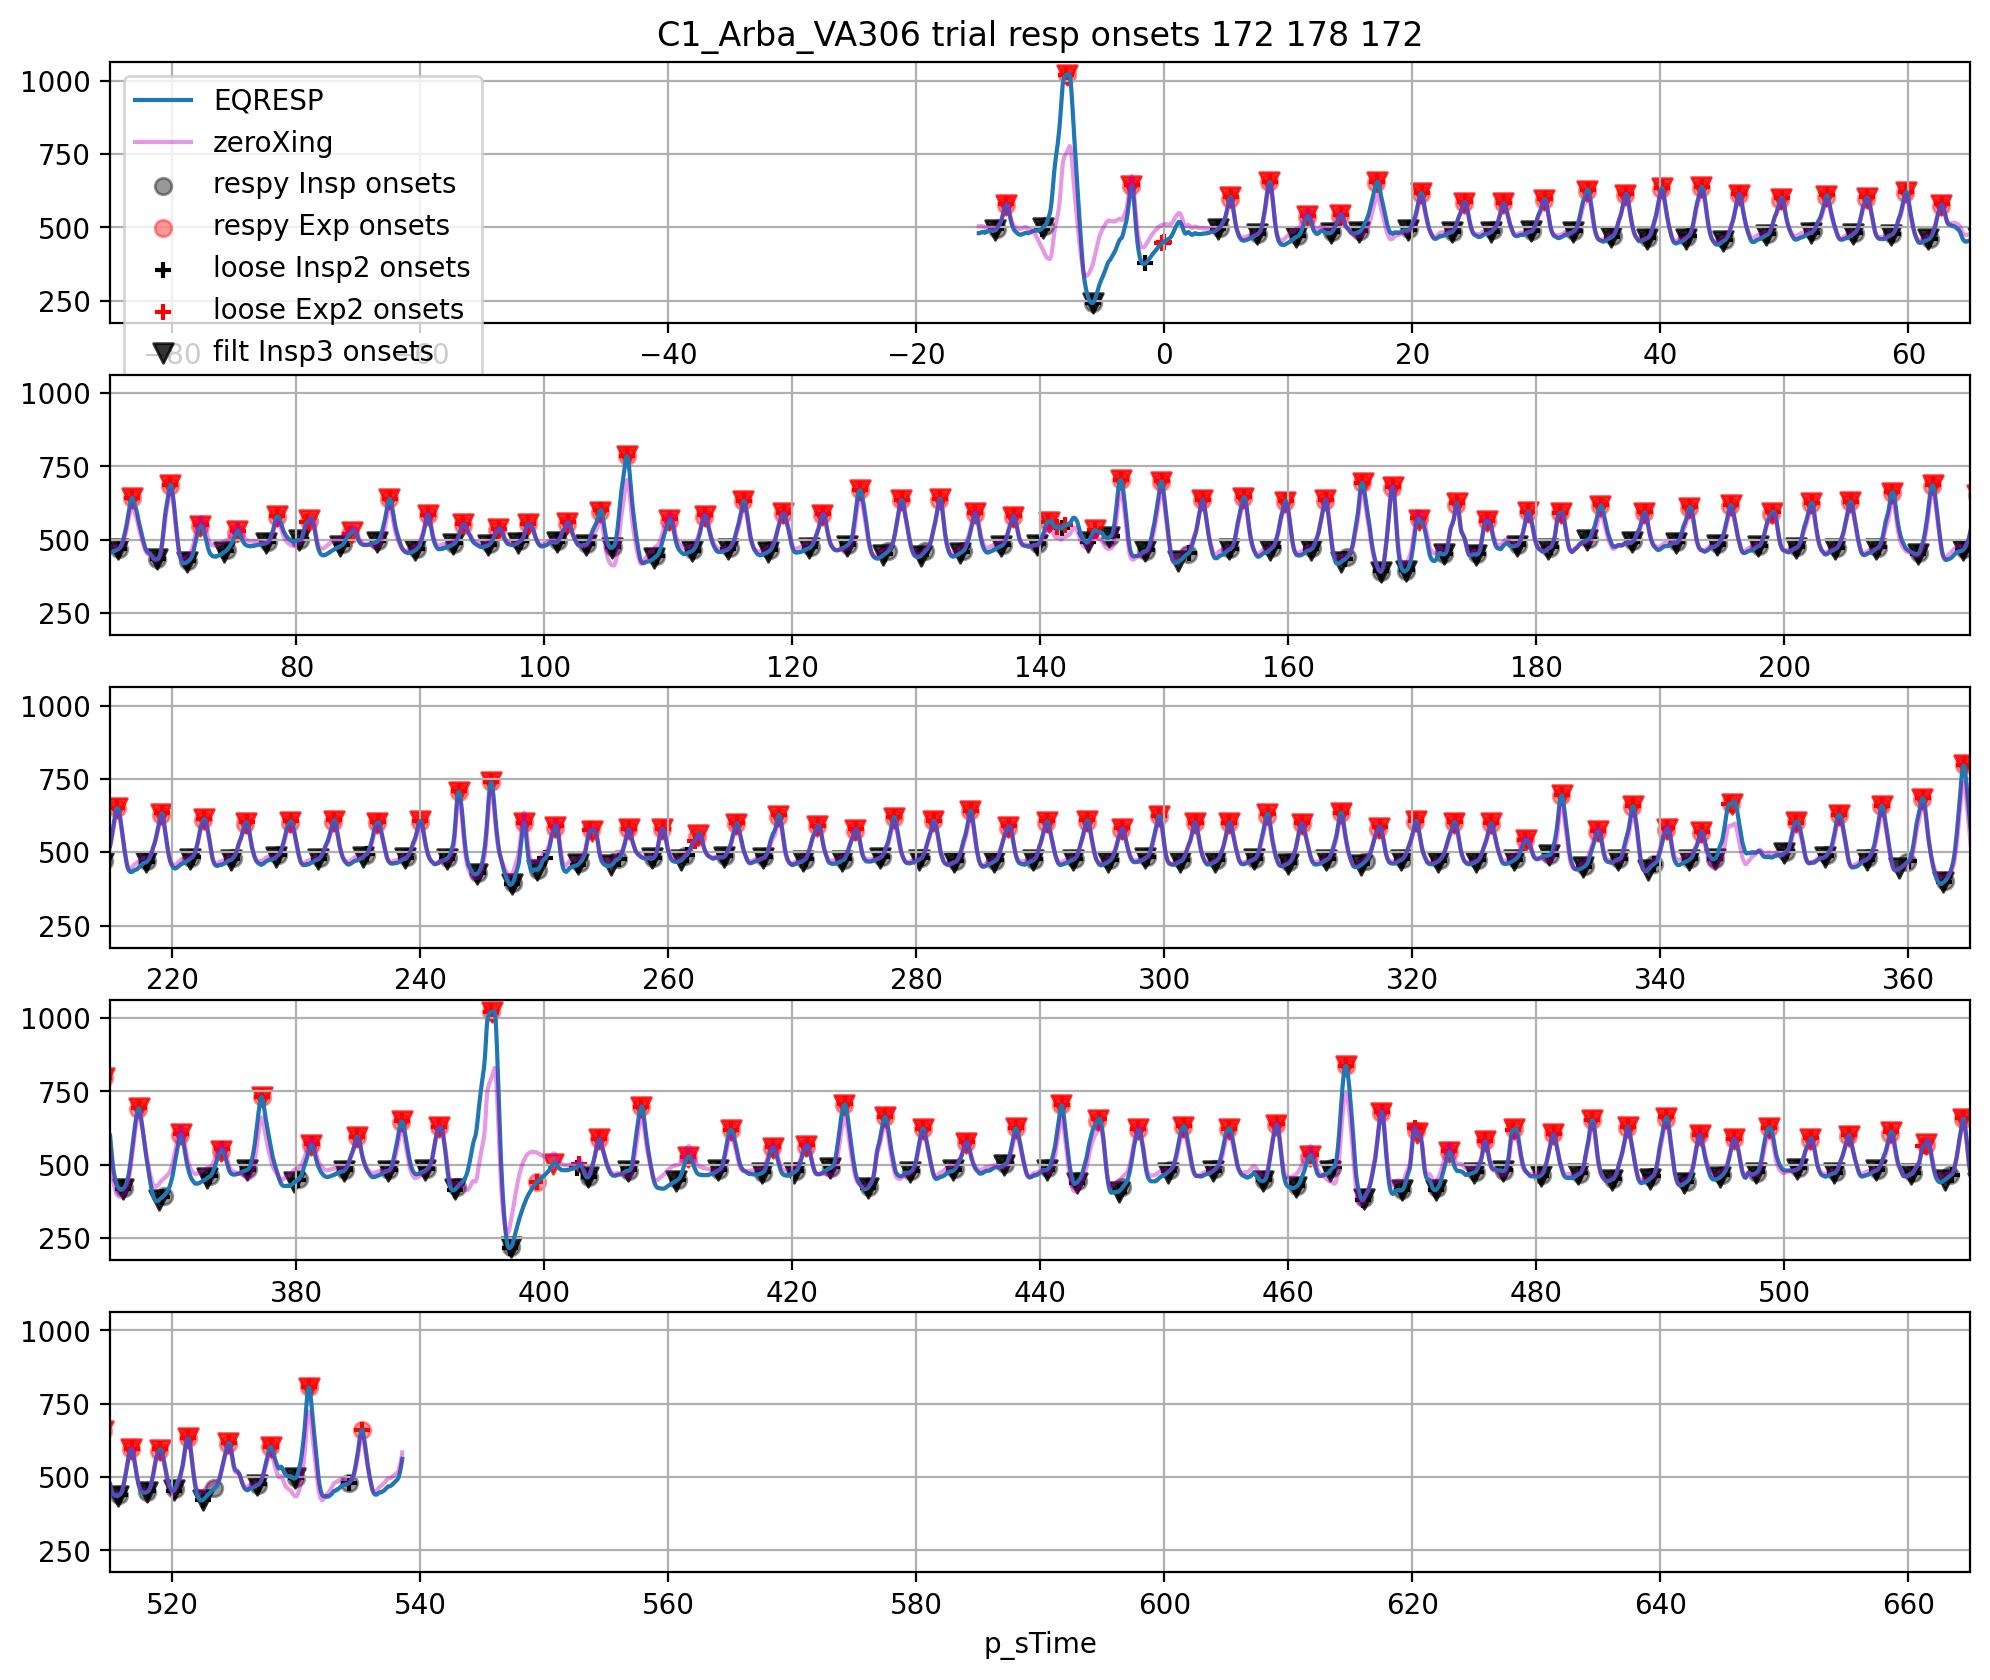 C1_Arba_VA306 trial resp onsets 172 178 172
1000
750
500
250
EQRESP
zeroXing
respy Insp onsets
respy Exp onsets
loose Insp2 onsets
loose Exp2 onsets
filt Insp3 onsets
−80 −60 −40 −20 0 20 40 60
1000
750
500
250
80 100 120 140 160 180 200
1000
750
500
250
220 240 260 280 300 320 340 360
1000
750
500
250
380 400 420 440 460 480 500
1000
750
500
250
520 540 560 580 600 620 640 660
p_sTime